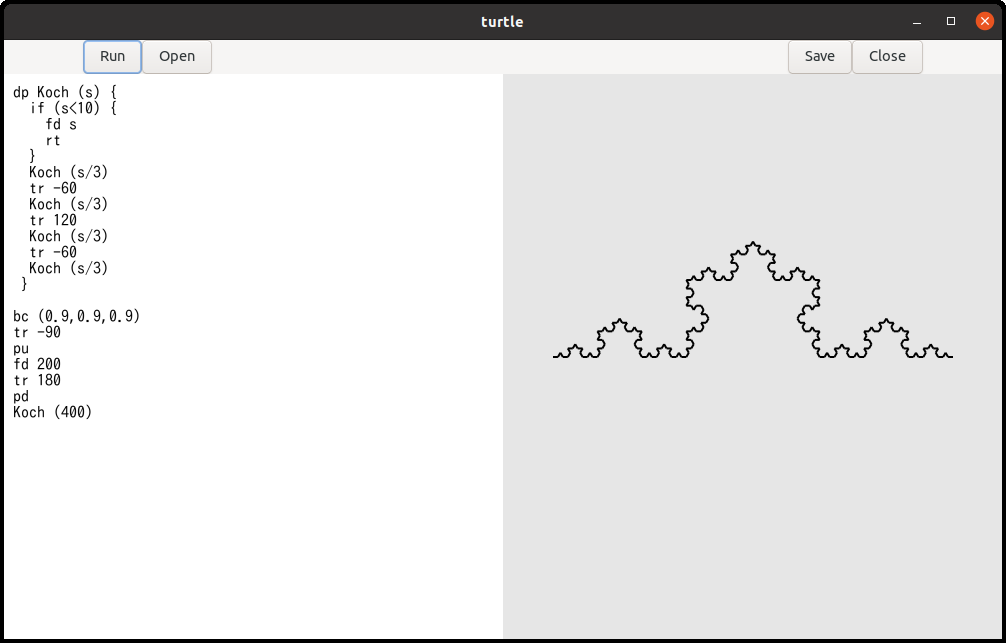 turtle
Run Open Save Close
dp Koch (s) {
  if (s<10) {
    fd s
    rt
  }
  Koch (s/3)
  tr -60
  Koch (s/3)
  tr 120
  Koch (s/3)
  tr -60
  Koch (s/3)
 }
bc (0.9,0.9,0.9)
tr -90
pu
fd 200
tr 180
pd
Koch (400)